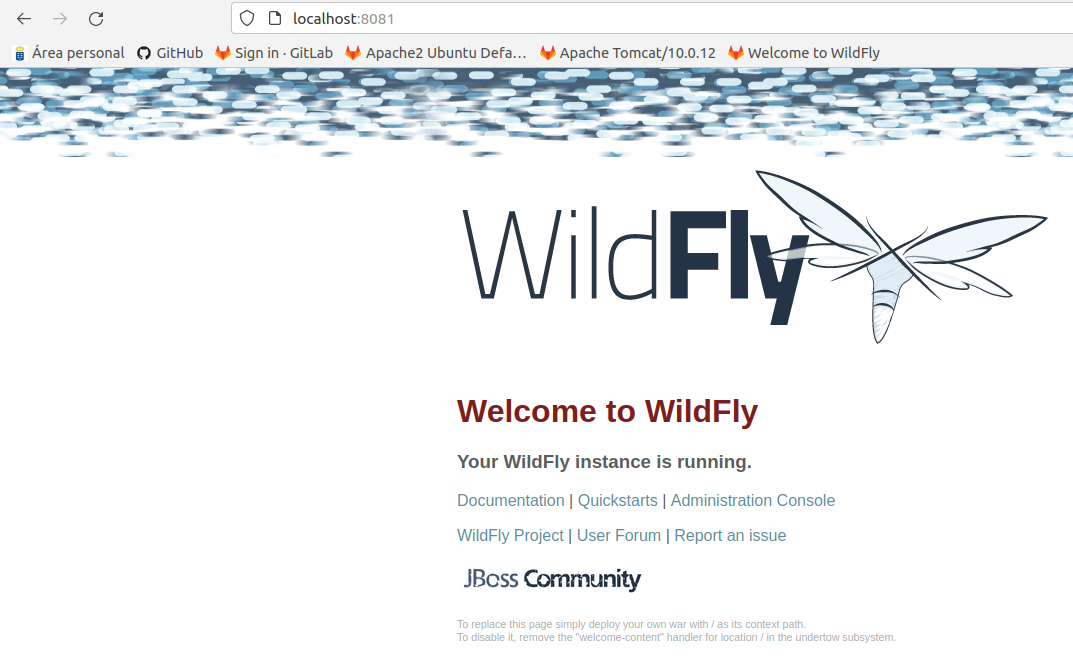 localhost:8081
Área personal GitHub Sign in · GitLab Apache2 Ubuntu Defa… Apache Tomcat/10.0.12 Welcome to WildFly
WildFly
Welcome to WildFly
Your WildFly instance is running.
Documentation | Quickstarts | Administration Console
WildFly Project | User Forum | Report an issue
JBoss Community
To replace this page simply deploy your own war with / as its context path.
To disable it, remove the "welcome-content" handler for location / in the undertow subsystem.